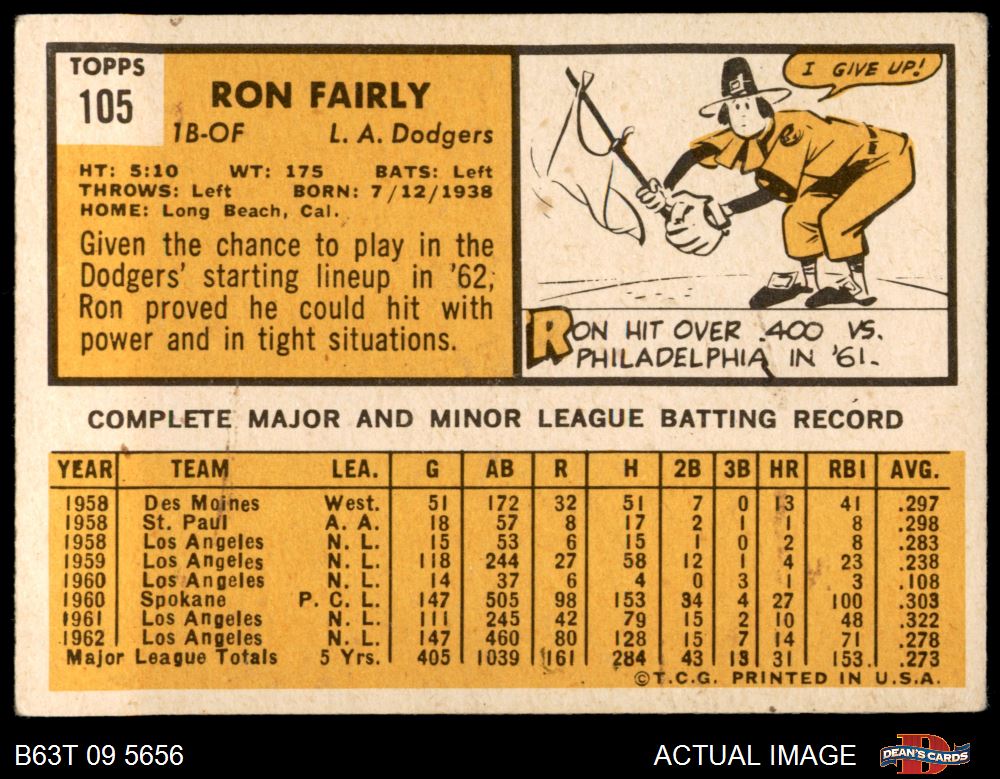 TOPPS
105
RON FAIRLY
1B-OF L. A. Dodgers
HT: 5:10 WT: 175 BATS: Left
THROWS: Left BORN: 7/12/1938
HOME: Long Beach, Cal.
Given the chance to play in the
Dodgers' starting lineup in '62,
Ron proved he could hit with
power and in tight situations.
I GIVE UP!
RON HIT OVER .400 VS.
PHILADELPHIA IN '61.
COMPLETE MAJOR AND MINOR LEAGUE BATTING RECORD
YEAR TEAM LEA. G AB R H 2B 3B HR RBI AVG.
1958 Des Moines West. 51 172 32 51 7 0 13 41 .297
1958 St. Paul A. A. 18 57 8 17 2 1 1 8 .298
1958 Los Angeles N. L. 15 53 6 15 1 0 2 8 .283
1959 Los Angeles N. L. 118 244 27 58 12 1 4 23 .238
1960 Los Angeles N. L. 14 37 6 4 0 3 1 3 .108
1960 Spokane P. C. L. 147 505 98 153 34 4 27 100 .303
1961 Los Angeles N. L. 111 245 42 79 15 2 10 48 .322
1962 Los Angeles N. L. 147 460 80 128 15 7 14 71 .278
Major League Totals 5 Yrs. 405 1039 161 284 43 13 31 153 .273
©T.C.G. PRINTED IN U.S.A.
B63T 09 5656 ACTUAL IMAGE DEAN'S CARDS